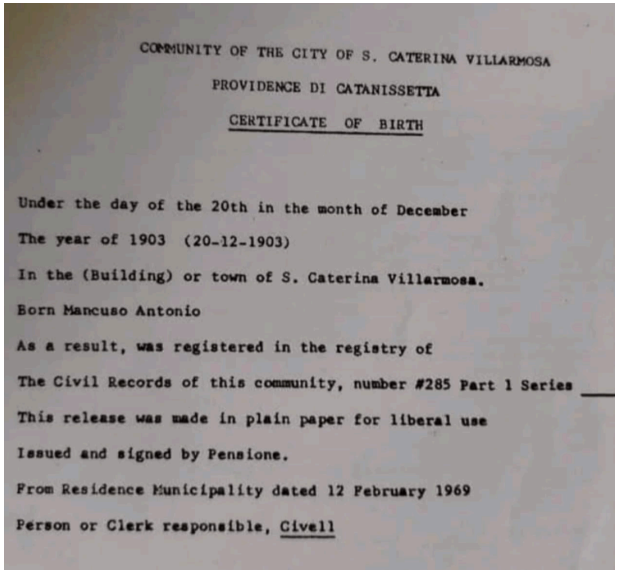 COMMUNITY OF THE CITY OF S. CATERINA VILLARMOSA
PROVIDENCE DI CATANISSETTA
CERTIFICATE OF BIRTH
Under the day of the 20th in the month of December
The year of 1903 (20-12-1903)
In the (Building) or town of S. Caterina Villarmosa.
Born Mancuso Antonio
As a result, was registered in the registry of
The Civil Records of this community, number #285 Part 1 Series
This release was made in plain paper for liberal use
Issued and signed by Pensione.
From Residence Municipality dated 12 February 1969
Person or Clerk responsible, Civell